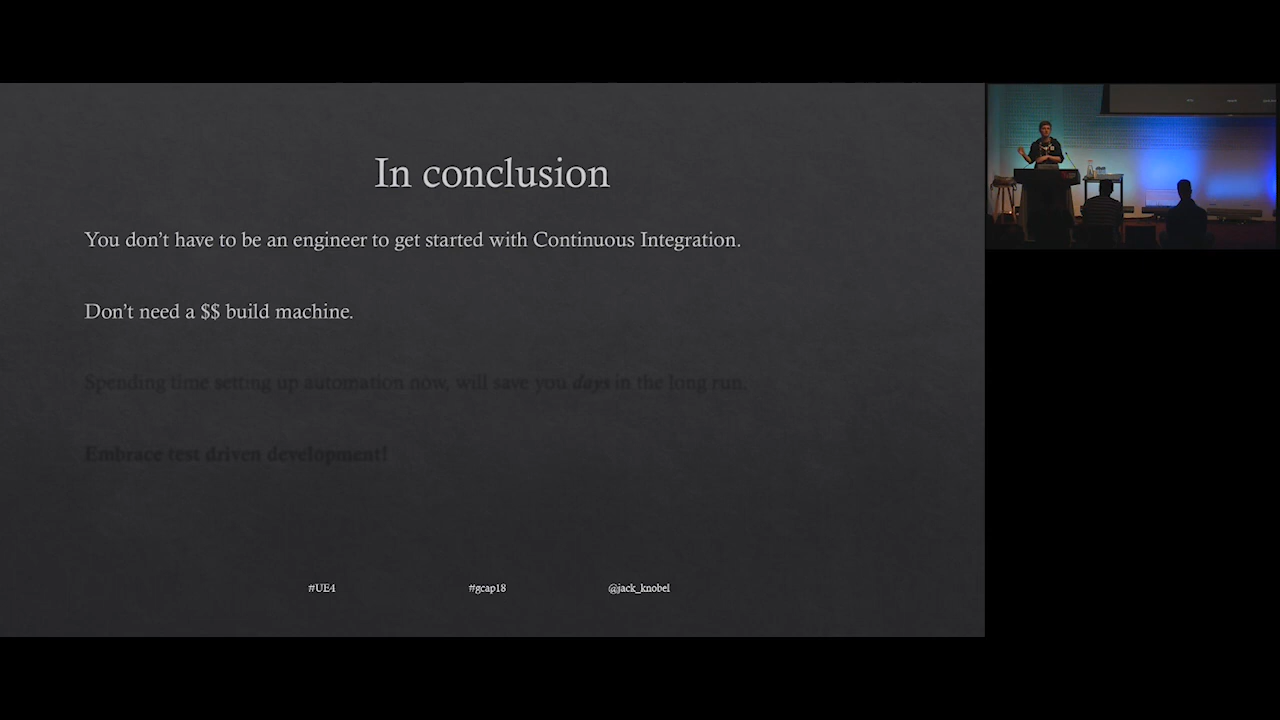 In conclusion
You don't have to be an engineer to get started with Continuous Integration.
Don't need a $$ build machine.
Spending time setting up automation now, will save you days in the long run.
Embrace test driven development!
#UE4 #gcap18 @jack_knobel